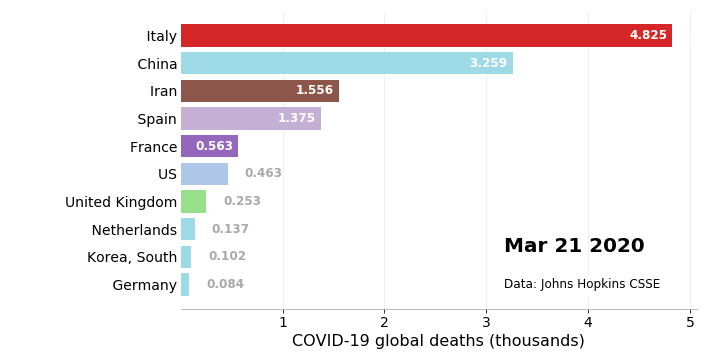 Italy 4.825
China 3.259
Iran 1.556
Spain 1.375
France 0.563
US 0.463
United Kingdom 0.253
Netherlands 0.137
Korea, South 0.102
Germany 0.084
Mar 21 2020
Data: Johns Hopkins CSSE
1 2 3 4 5
COVID-19 global deaths (thousands)